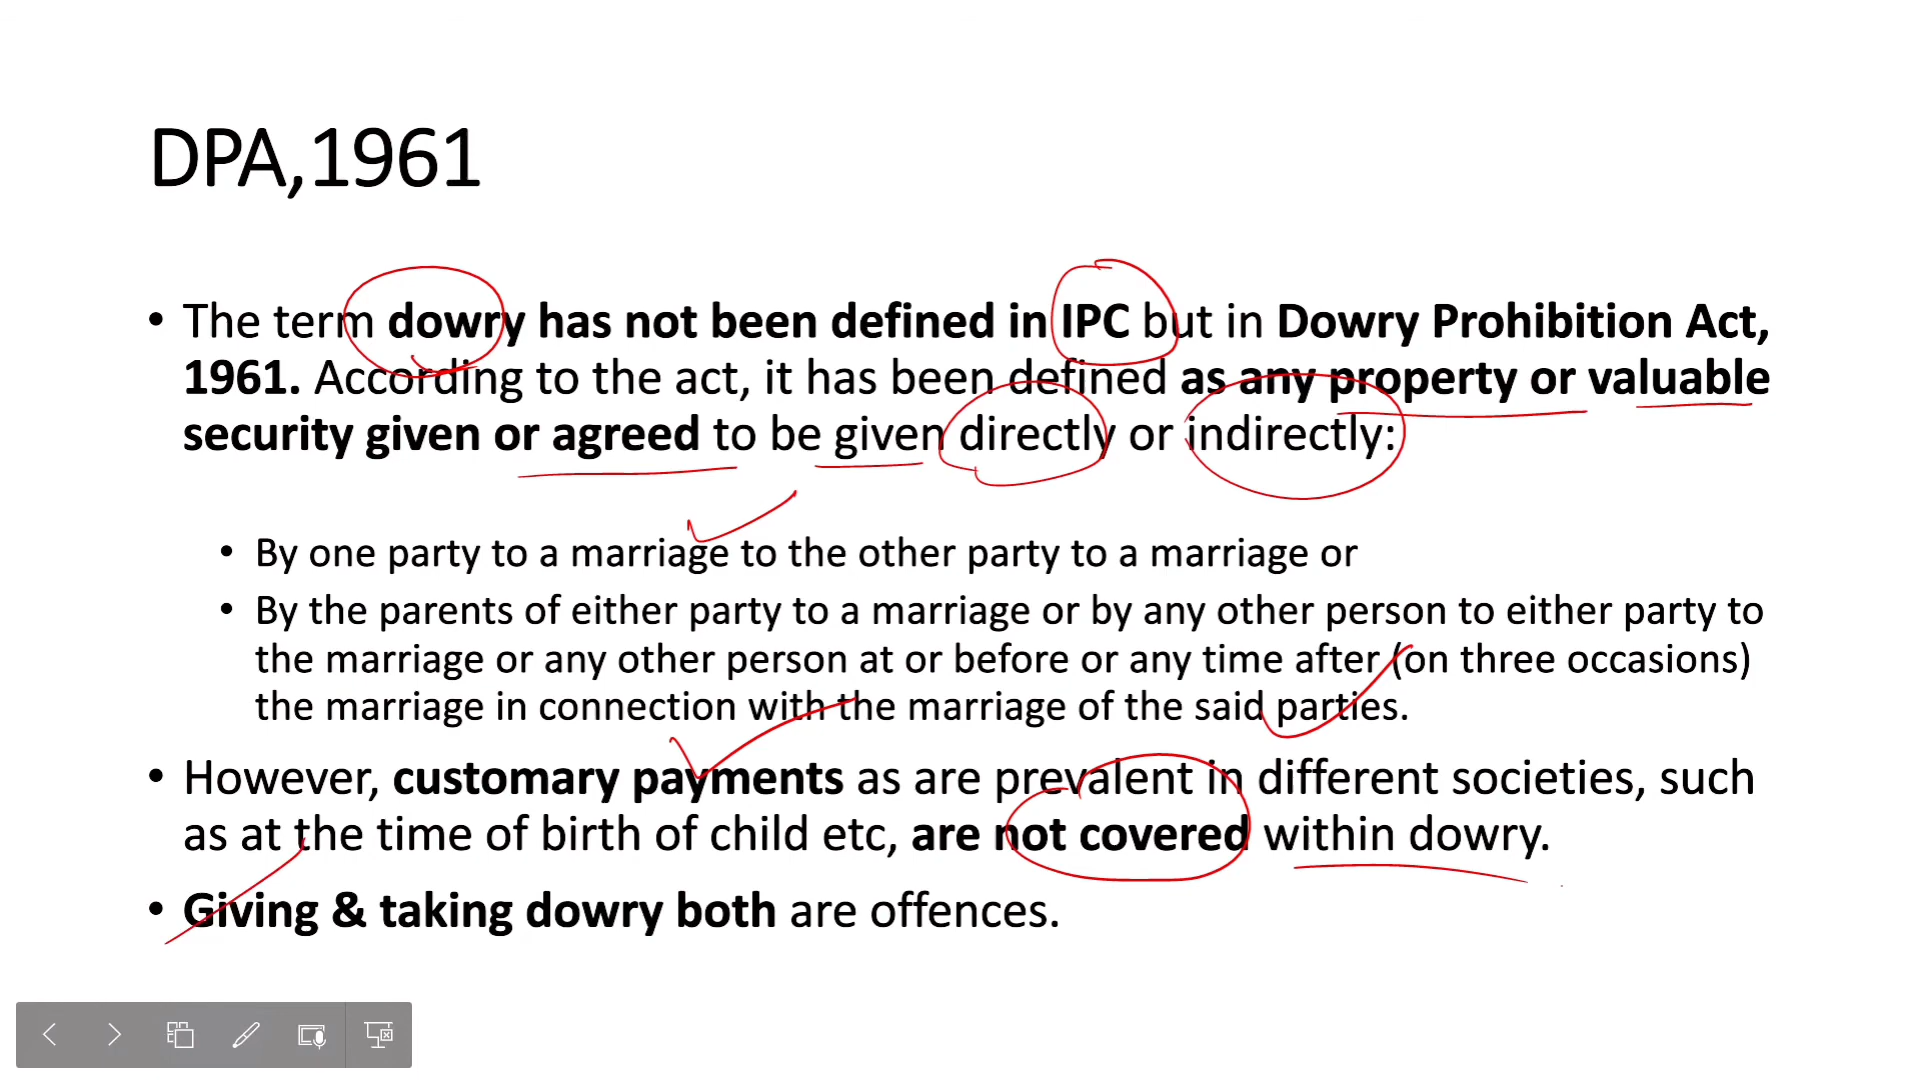 DPA,1961
• The term dowry has not been defined in IPC but in Dowry Prohibition Act,
1961. According to the act, it has been defined as any property or valuable
security given or agreed to be given directly or indirectly:
• By one party to a marriage to the other party to a marriage or
• By the parents of either party to a marriage or by any other person to either party to
the marriage or any other person at or before or any time after (on three occasions)
the marriage in connection with the marriage of the said parties.
• However, customary payments as are prevalent in different societies, such
as at the time of birth of child etc, are not covered within dowry.
• Giving & taking dowry both are offences.